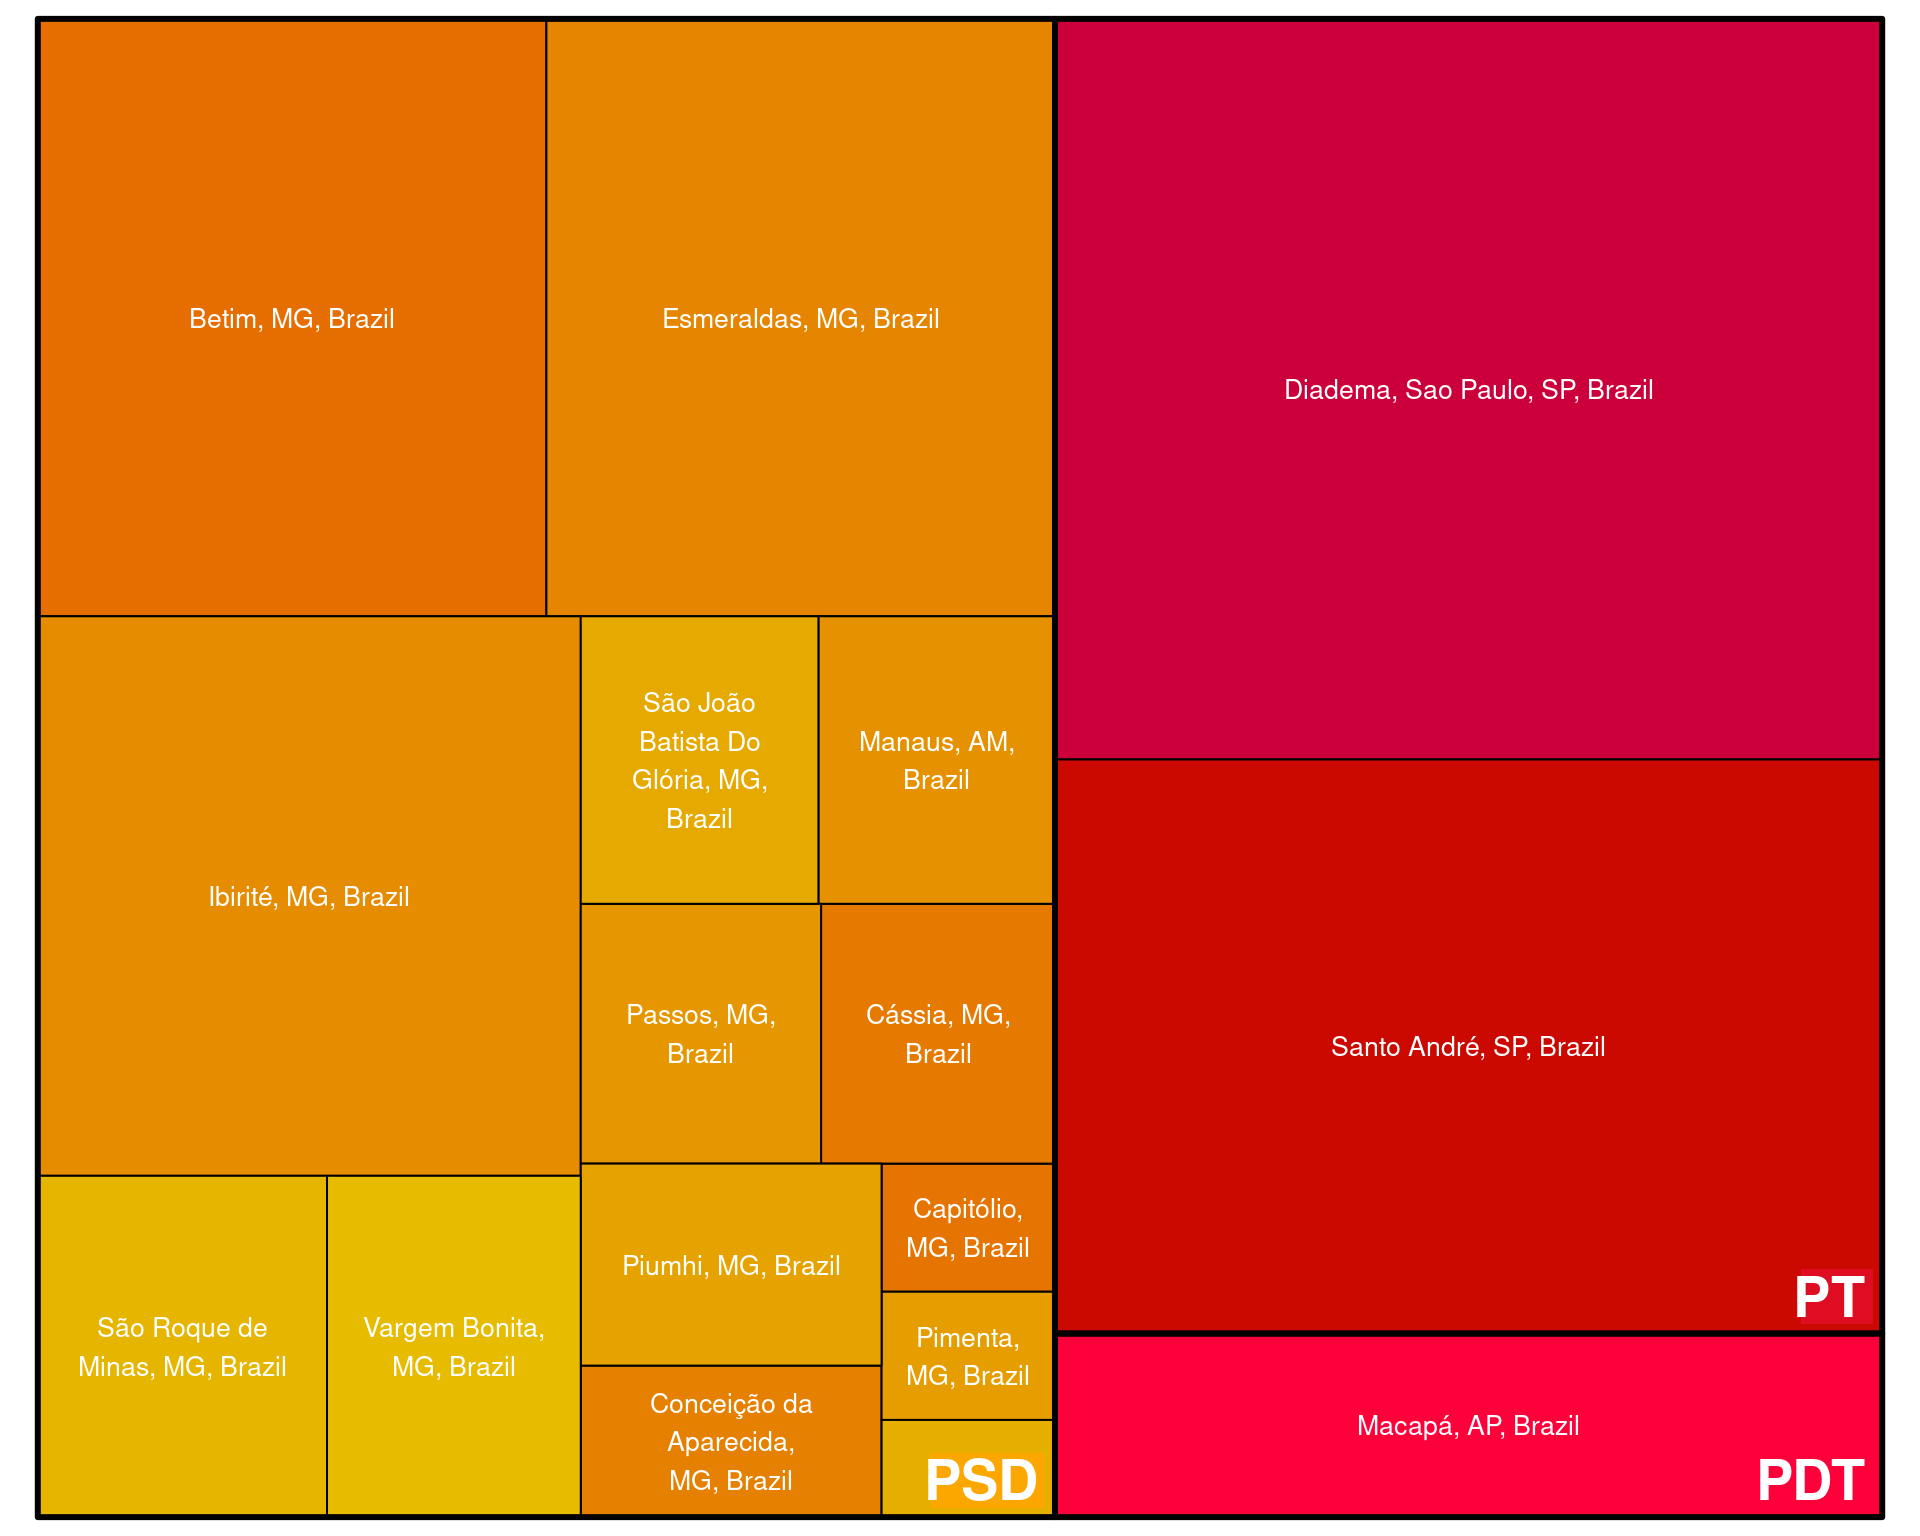 Betim, MG, Brazil
Esmeraldas, MG, Brazil
Diadema, Sao Paulo, SP, Brazil
Ibirité, MG, Brazil
São João
Batista Do
Glória, MG,
Brazil
Manaus, AM,
Brazil
Passos, MG,
Brazil
Cássia, MG,
Brazil
Santo André, SP, Brazil
PT
São Roque de
Minas, MG, Brazil
Vargem Bonita,
MG, Brazil
Piumhi, MG, Brazil
Capitólio,
MG, Brazil
Pimenta,
MG, Brazil
Conceição da
Aparecida,
MG, Brazil
PSD
Macapá, AP, Brazil
PDT